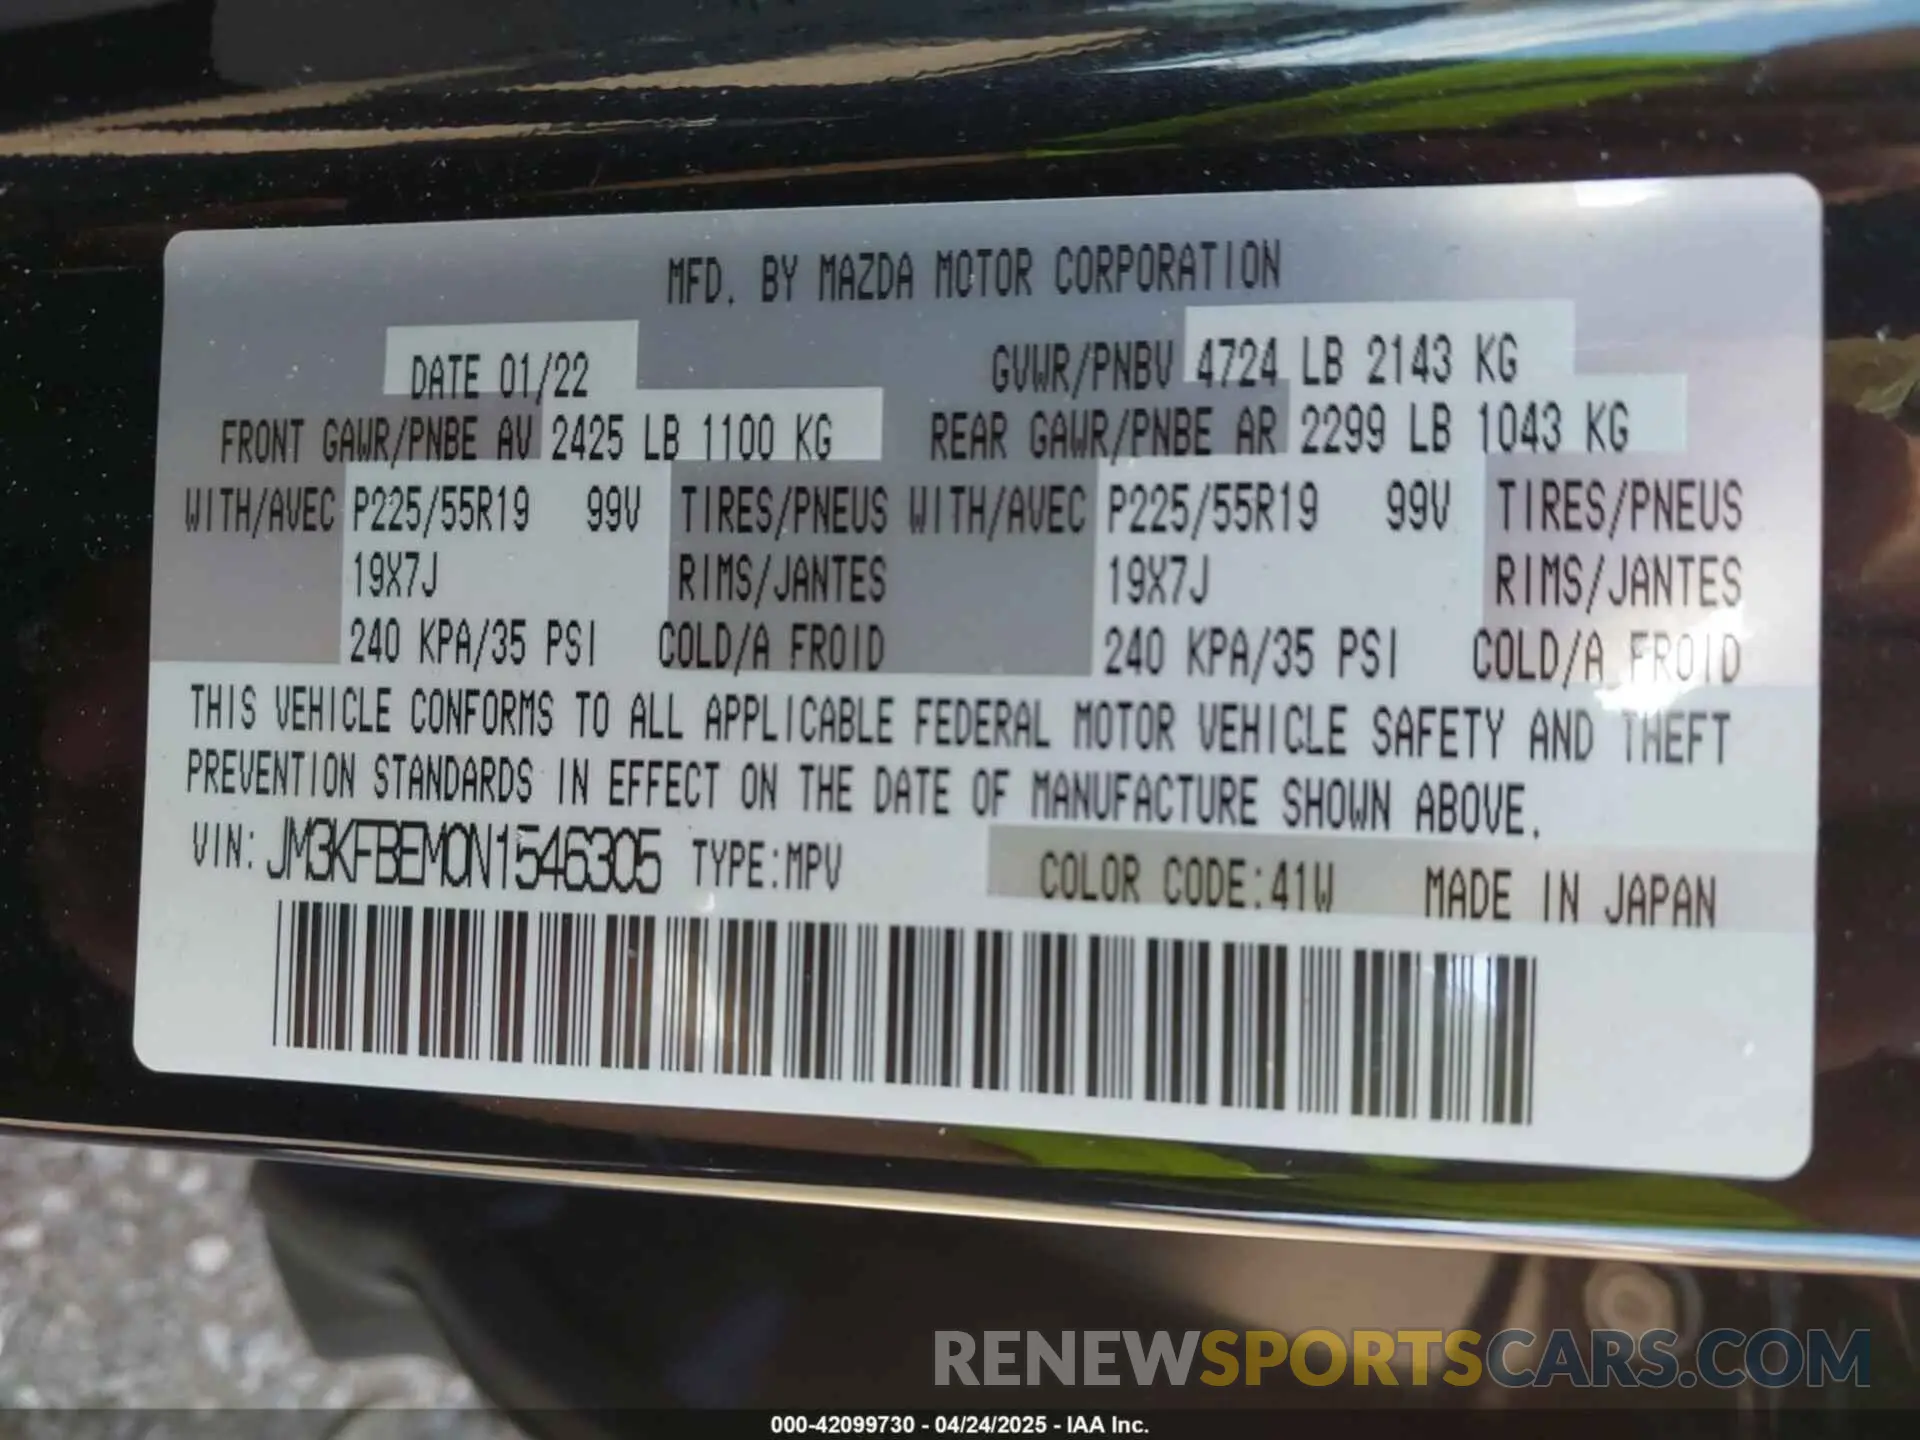 MFD. BY MAZDA MOTOR CORPORATION
DATE 01/22 GVWR/PNBV 4724 LB 2143 KG
FRONT GAWR/PNBE AV 2425 LB 1100 KG REAR GAWR/PNBE AR 2299 LB 1043 KG
WITH/AVEC P225/55R19 99V TIRES/PNEUS WITH/AVEC P225/55R19 99V TIRES/PNEUS
19X7J RIMS/JANTES 19X7J RIMS/JANTES
240 KPA/35 PSI COLD/A FROID 240 KPA/35 PSI COLD/A FROID
THIS VEHICLE CONFORMS TO ALL APPLICABLE FEDERAL MOTOR VEHICLE SAFETY AND THEFT
PREVENTION STANDARDS IN EFFECT ON THE DATE OF MANUFACTURE SHOWN ABOVE.
VIN: JM3KFBEM0N1546305 TYPE:MPV COLOR CODE:41W MADE IN JAPAN
RENEWSPORTSCARS.COM
000-42099730 - 04/24/2025 - IAA Inc.